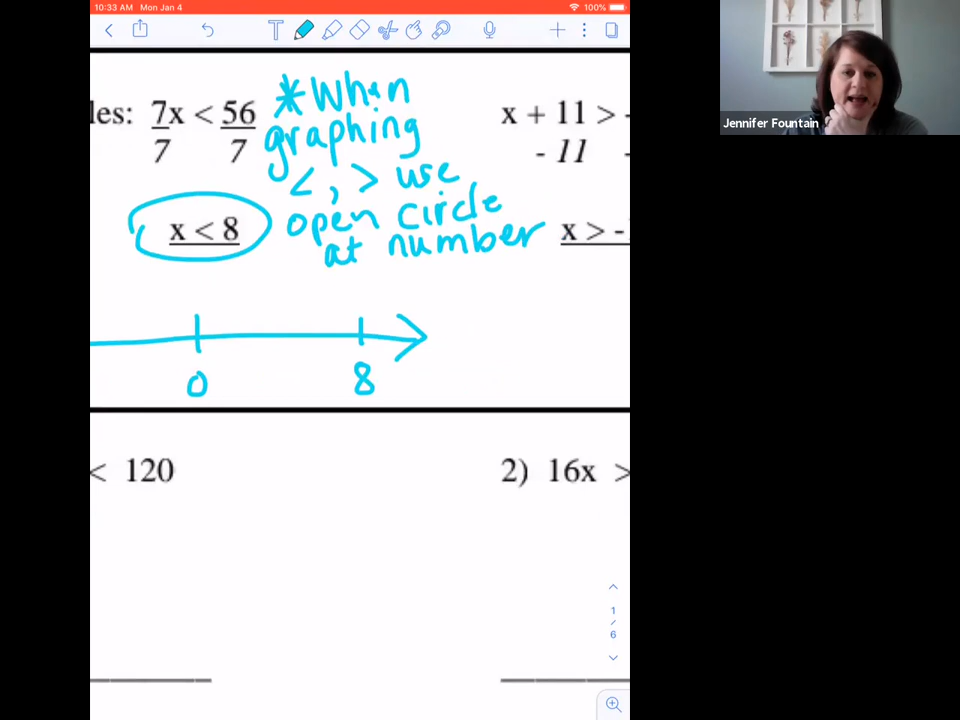 10:33 AM Mon Jan 4
100%
T
les: 7x < 56
7 7
x < 8
*When
graphing
<, > use
open circle
at number
x + 11 > -
- 11 -
x > -
0 8
< 120
2) 16x >
1
/
6
Jennifer Fountain